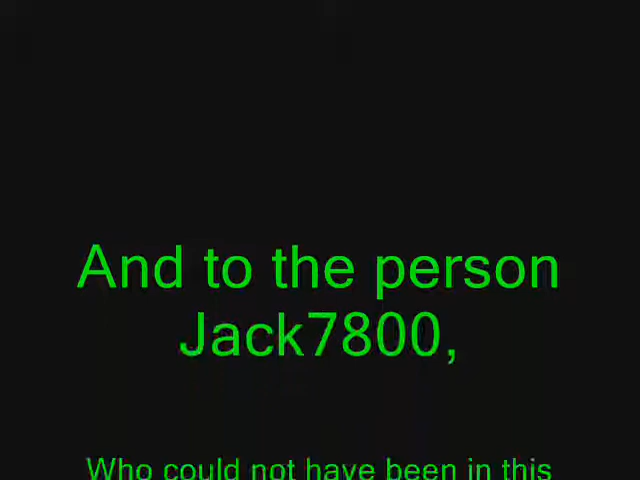 And to the person
Jack7800,
Who could not have been in this